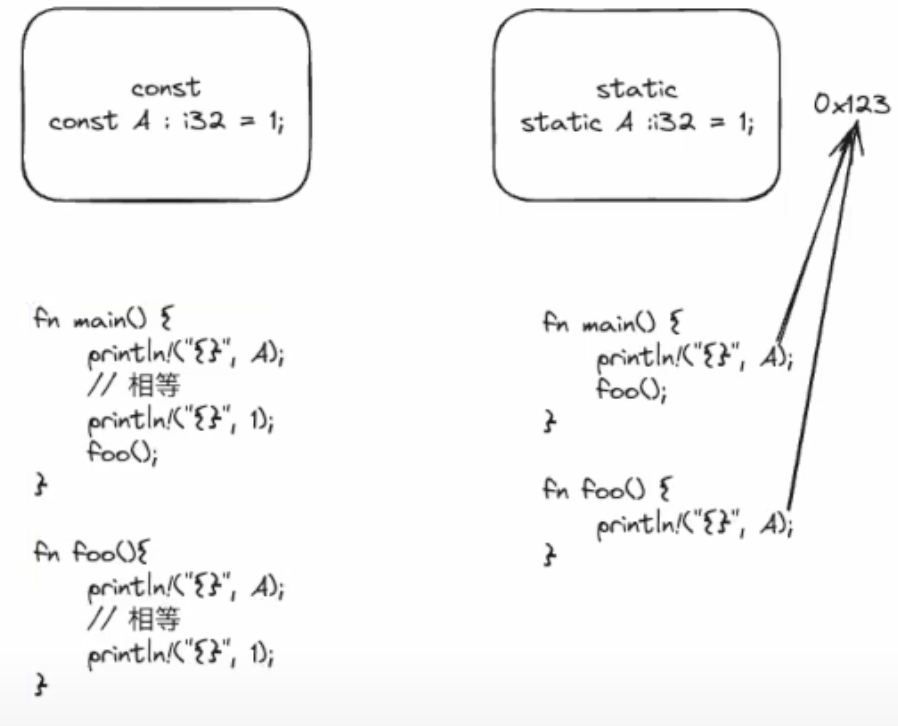 const
const A : i32 = 1;
fn main() {
println!("{}", A);
// 相等
println!("{}", 1);
foo();
}
fn foo(){
println!("{}", A);
// 相等
println!("{}", 1);
}
static
static A :i32 = 1;
0x123
fn main() {
println!("{}", A);
foo();
}
fn foo() {
println!("{}", A);
}